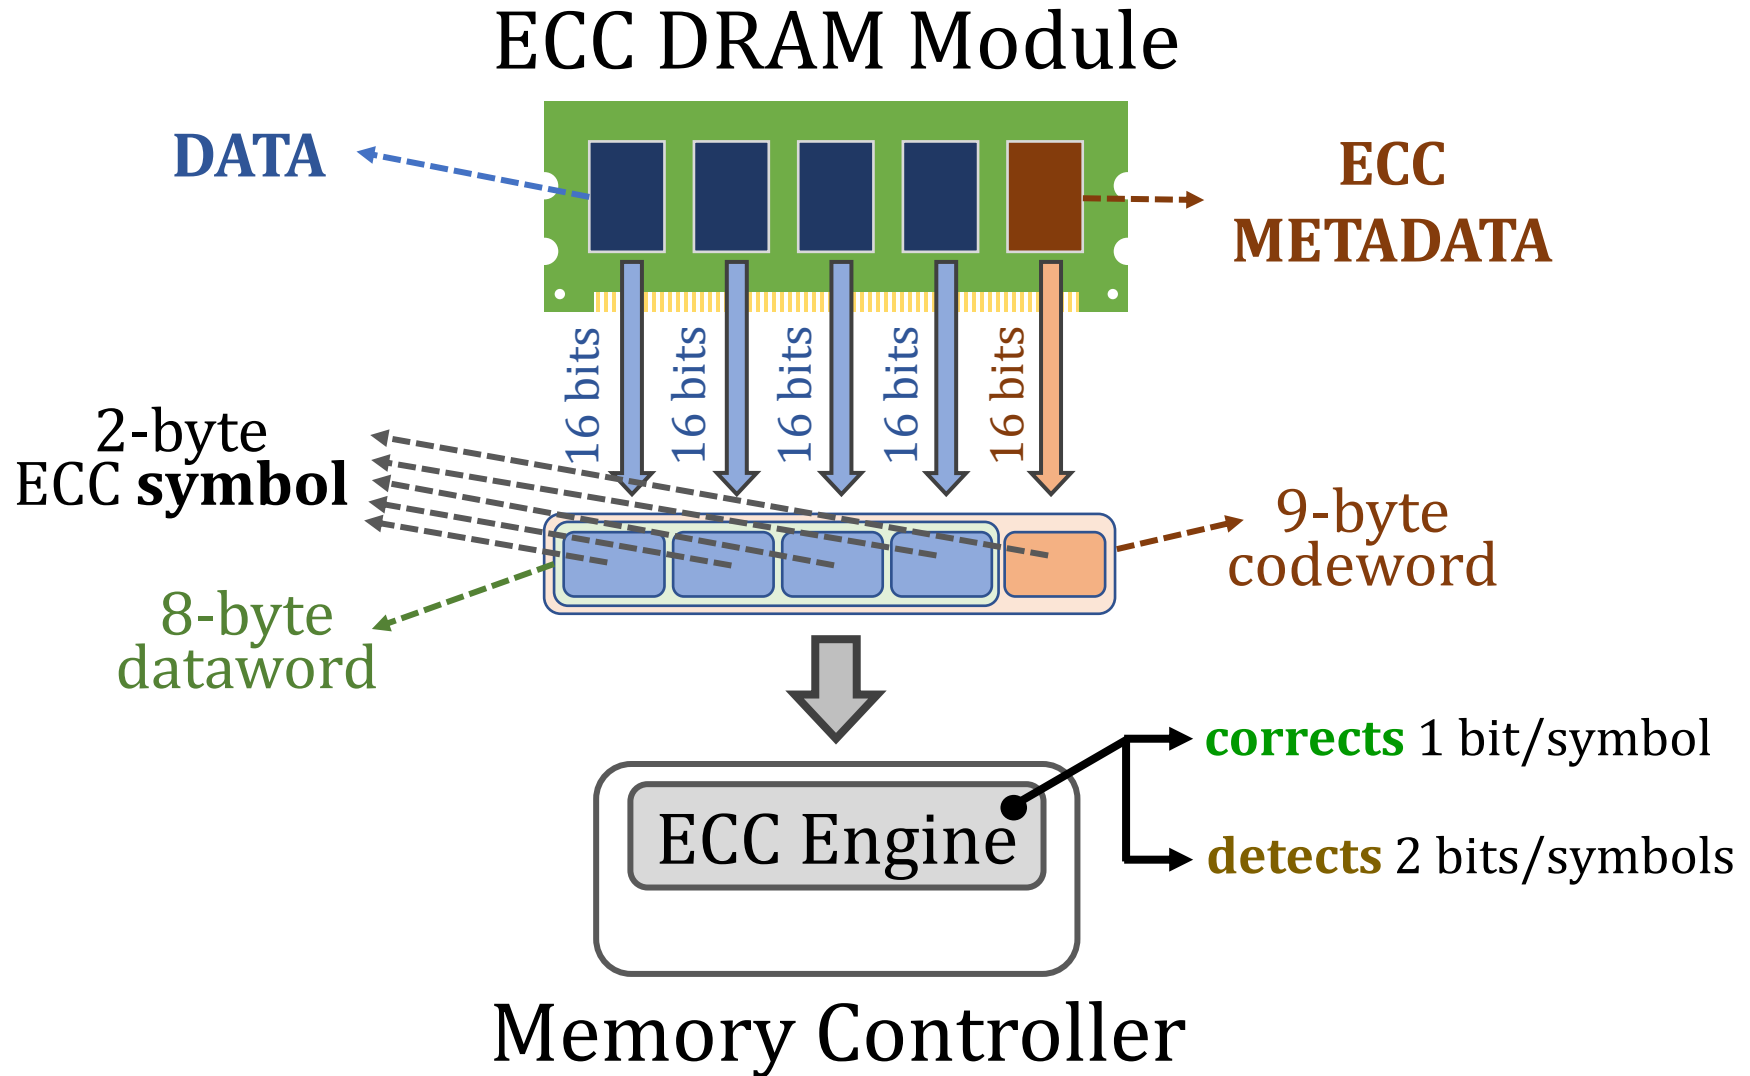 ECC DRAM Module
DATA
ECC
METADATA
16 bits
16 bits
16 bits
16 bits
16 bits
2-byte
ECC symbol
9-byte
codeword
8-byte
dataword
corrects 1 bit/symbol
ECC Engine
detects 2 bits/symbols
Memory Controller